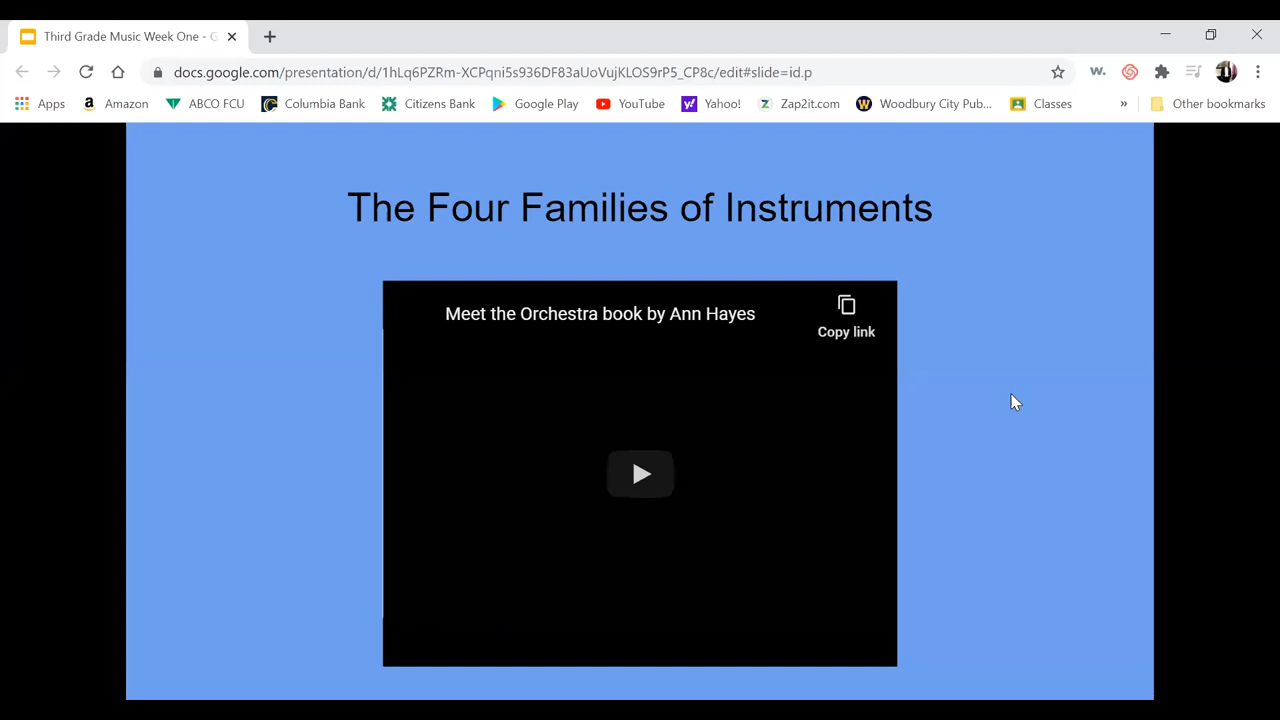 Third Grade Music Week One - G
docs.google.com/presentation/d/1hLq6PZRm-XCPqni5s936DF83aUoVujKLOS9rP5_CP8c/edit#slide=id.p
W.
Apps
Amazon
ABCO FCU
Columbia Bank
Citizens Bank
Google Play
YouTube
Yahoo!
Zap2it.com
Woodbury City Pub...
Classes
»
Other bookmarks
The Four Families of Instruments
Meet the Orchestra book by Ann Hayes
Copy link